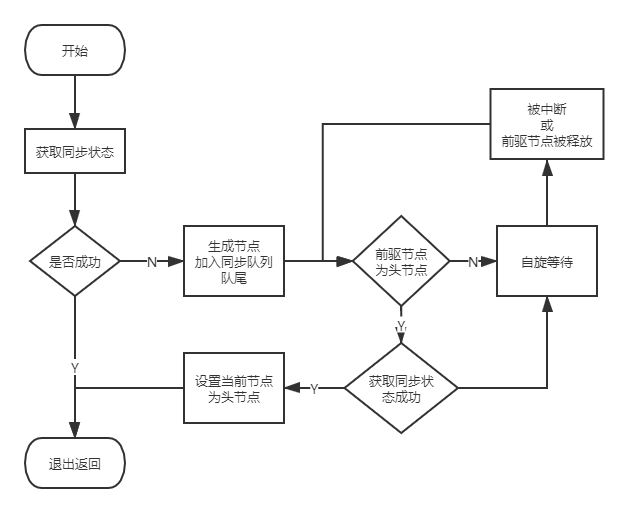 开始
获取同步状态
是否成功
N
生成节点
加入同步队列
队尾
前驱节点
为头节点
N
自旋等待
被中断
或
前驱节点被释放
Y
获取同步状
态成功
Y
设置当前节点
为头节点
Y
退出返回